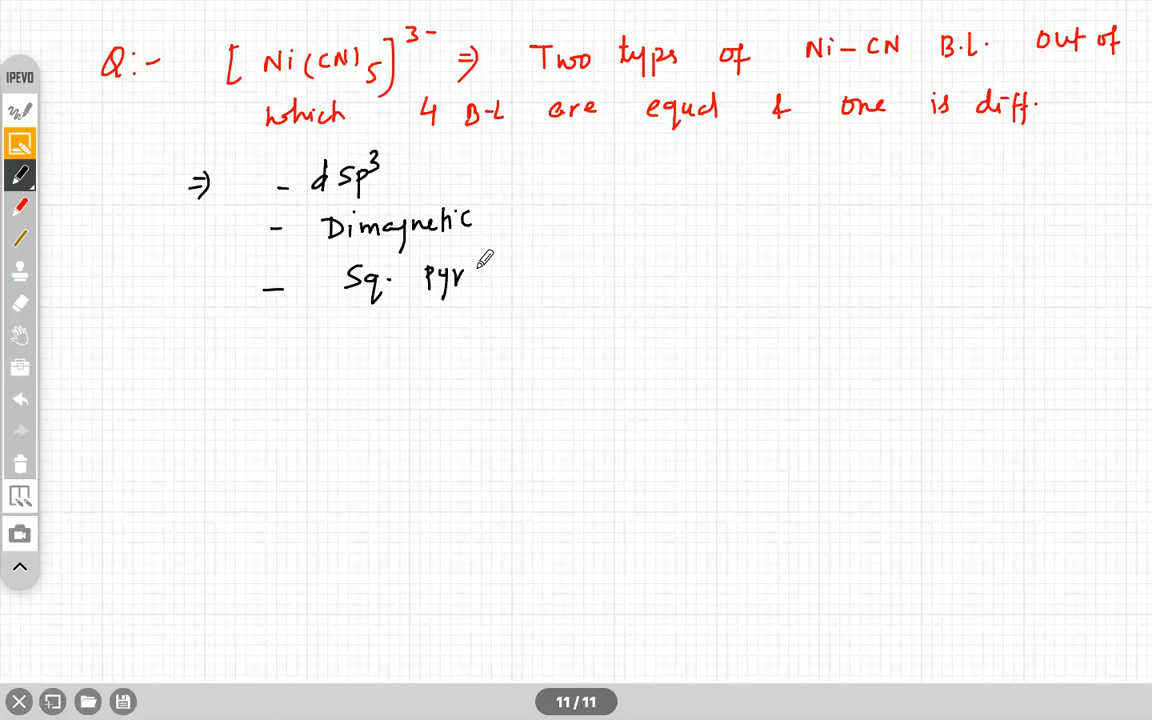 IPEVO
Q:- [Ni(CN)5]3- ⇒ Two types of Ni-CN B.L. out of
which 4 B-L are equal & one is diff.
⇒ - dsp3
- Dimagnetic
- Sq. Pyr
11/11